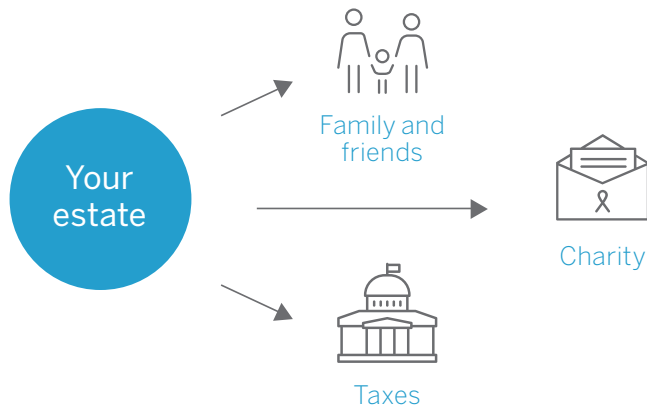 Your
estate
Family and
friends
Charity
Taxes